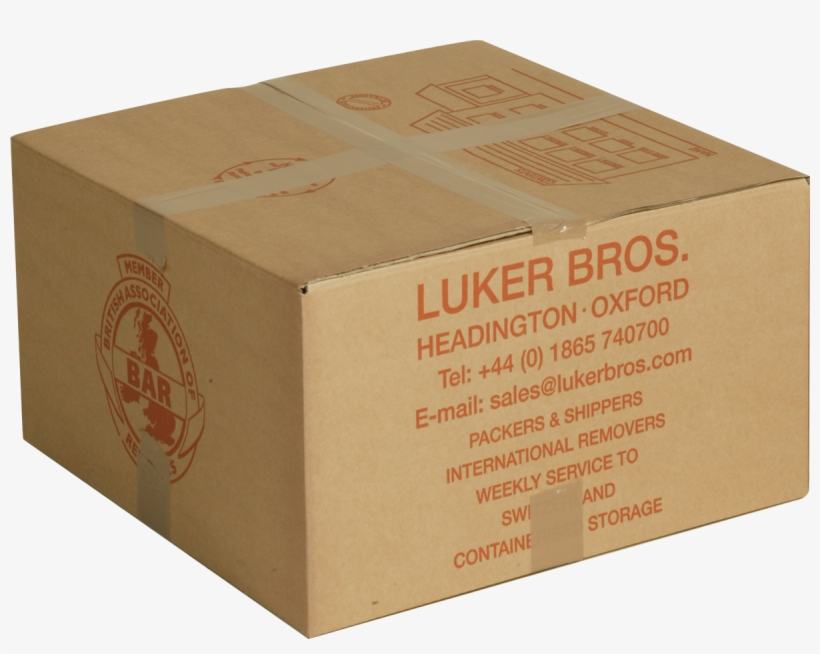 MEMBER
BRITISH ASSOCIATION OF
BAR
LUKER BROS.
HEADINGTON · OXFORD
Tel: +44 (0) 1865 740700
E-mail: sales@lukerbros.com
PACKERS & SHIPPERS
INTERNATIONAL REMOVERS
WEEKLY SERVICE TO
AND
STORAGE